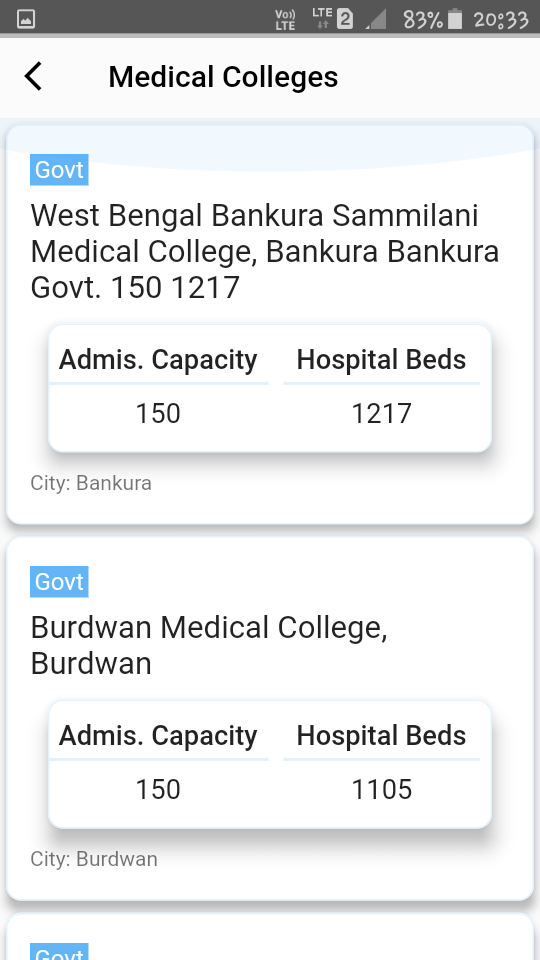 Vo)) LTE LTE 2 83% 20:33
Medical Colleges
Govt
West Bengal Bankura Sammilani
Medical College, Bankura Bankura
Govt. 150 1217
Admis. Capacity Hospital Beds
150 1217
City: Bankura
Govt
Burdwan Medical College,
Burdwan
Admis. Capacity Hospital Beds
150 1105
City: Burdwan
Govt